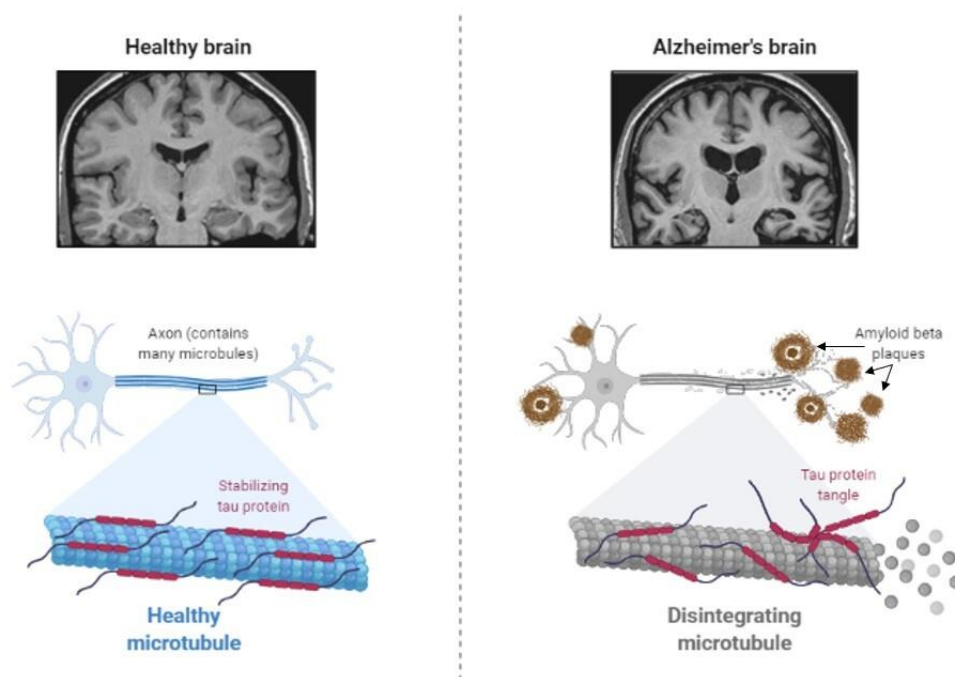 Healthy brain
Axon (contains
many microbules)
Stabilizing
tau protein
Healthy
microtubule
Alzheimer's brain
Amyloid beta
plaques
Tau protein
tangle
Disintegrating
microtubule